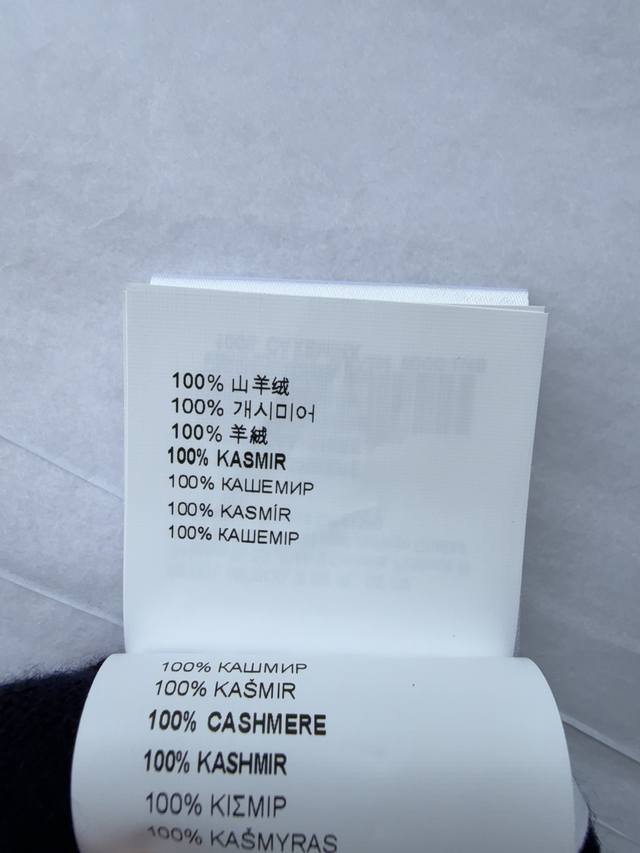 100% 山羊绒
100% 캐시미어
100% 羊絨
100% KASMIR
100% КАШЕМИР
100% KASMÍR
100% КАШЕМІР
100% КАШМИР
100% KAŠMIR
100% CASHMERE
100% KASHMIR
100% ΚΙΣΜΙΡ
100% KAŠMYRAS